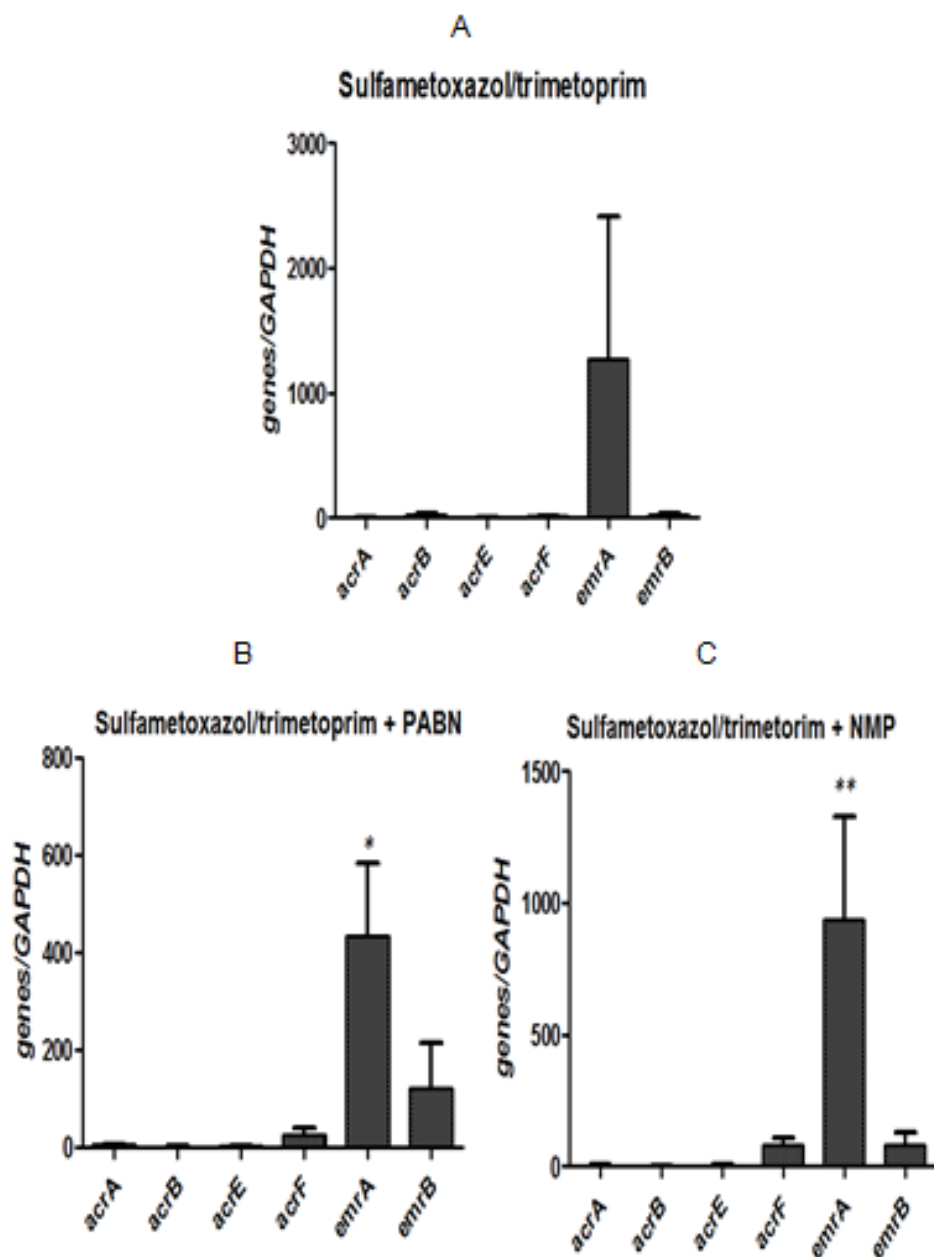 A
Sulfametoxazol/trimetoprim
genes/GAPDH
3000
2000
1000
0
acrA
acrB
acrE
acrF
emrA
emrB
B
Sulfametoxazol/trimetoprim + PABN
genes/GAPDH
800
600
400
200
0
*
acrA
acrB
acrE
acrF
emrA
emrB
C
Sulfametoxazol/trimetorim + NMP
genes/GAPDH
1500
1000
500
0
**
acrA
acrB
acrE
acrF
emrA
emrB